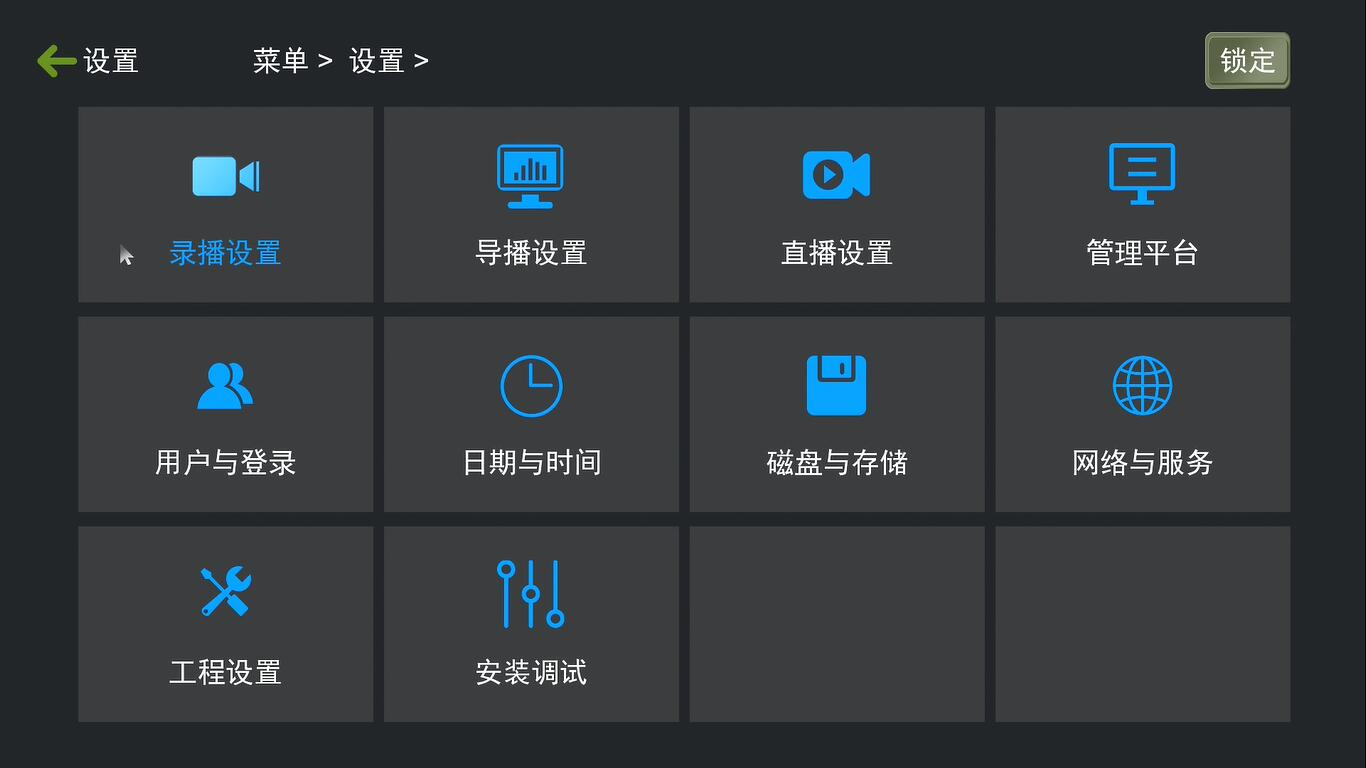 设置
菜单 > 设置 >
锁定
录播设置
导播设置
直播设置
管理平台
用户与登录
日期与时间
磁盘与存储
网络与服务
工程设置
安装调试